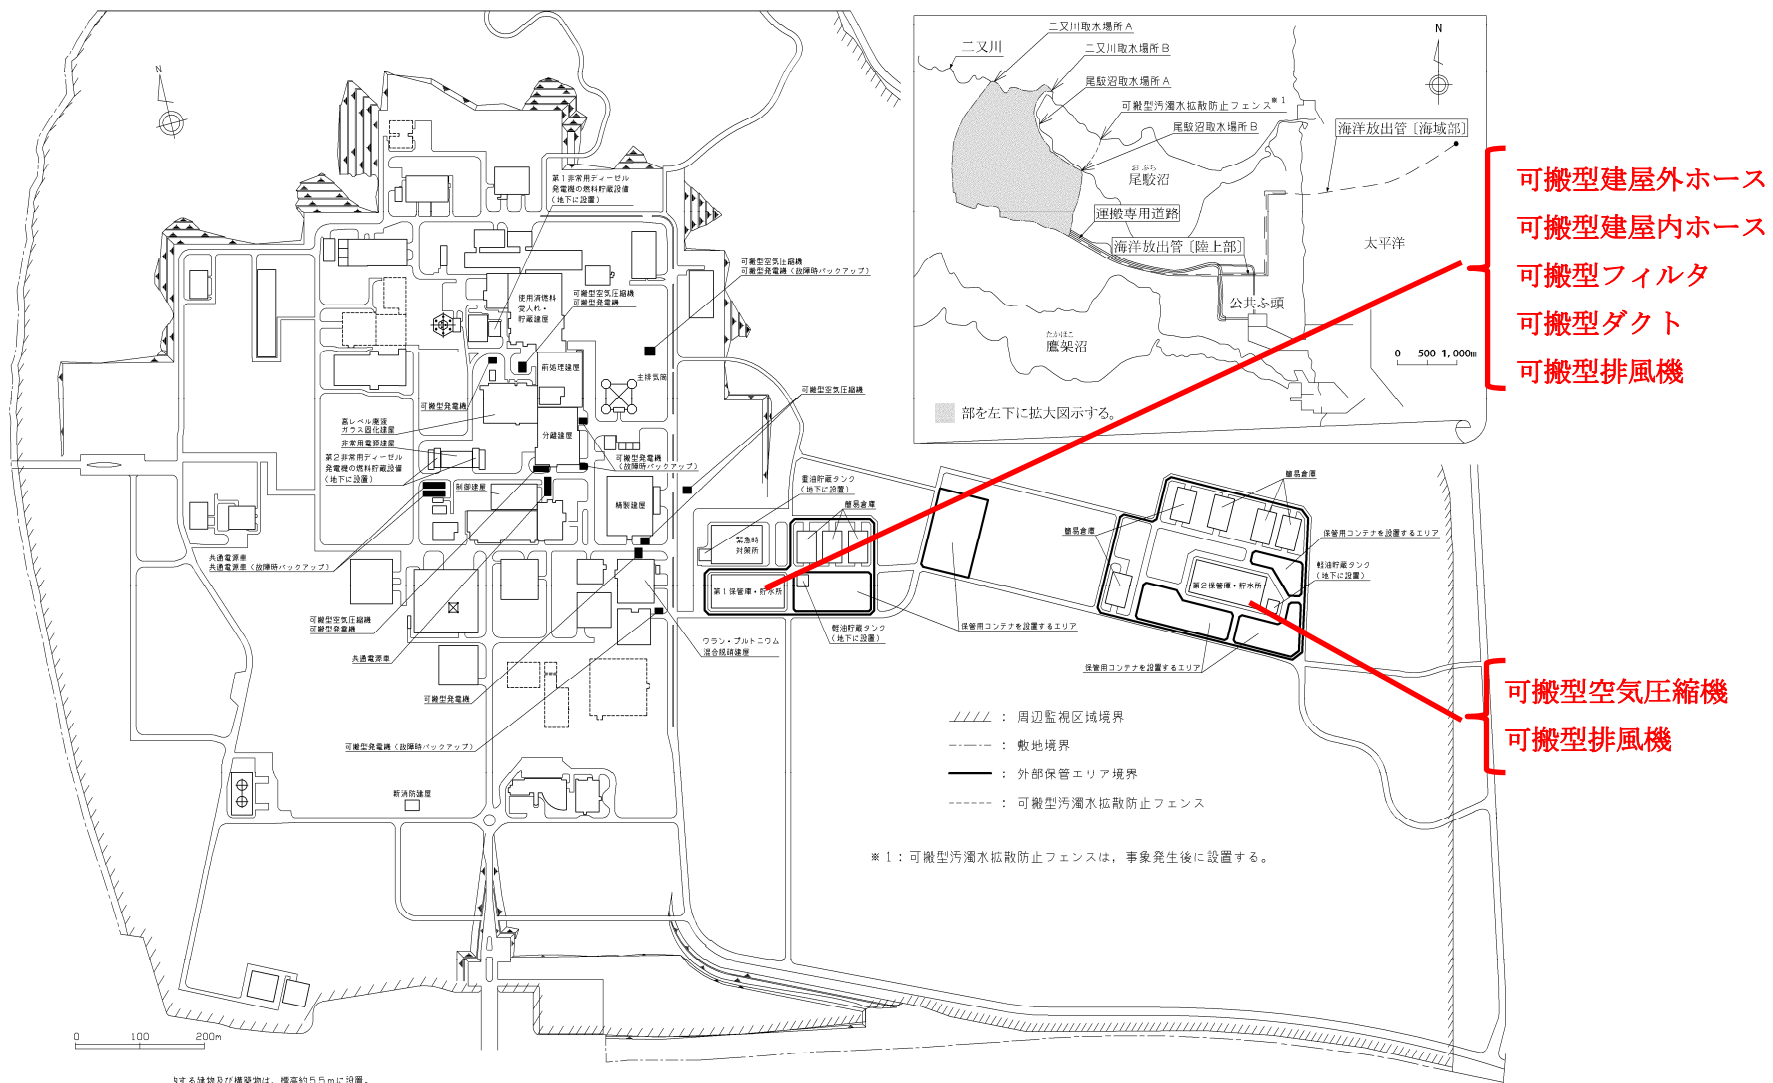 N
第1非常用ディーゼル
発電機の燃料貯蔵設備
(地下に設置)
可搬型空気圧縮機
可搬型発電機(故障時バックアップ)
可搬型空気圧縮機
可搬型発電機
使用済燃料
受入れ・
貯蔵建屋
前処理建屋
主排気筒
可搬型空気圧縮機
可搬型発電機
高レベル廃液
ガラス固化建屋
非常用電源建屋
第2非常用ディーゼル
発電機の燃料貯蔵設備
(地下に設置)
分離建屋
可搬型発電機
(故障時バックアップ)
制御建屋
精製建屋
重油貯蔵タンク
(地下に設置)
簡易倉庫
緊急時
対策所
共通電源車
共通電源車(故障時バックアップ)
第1保管庫・貯水所
可搬型空気圧縮機
可搬型発電機
共通電源車
ウラン・プルトニウム
混合脱硝建屋
軽油貯蔵タンク
(地下に設置)
保管用コンテナを設置するエリア
可搬型発電機
可搬型発電機(故障時バックアップ)
新消防建屋
簡易倉庫
簡易倉庫
保管用コンテナを設置するエリア
軽油貯蔵タンク
(地下に設置)
第2保管庫・貯水所
保管用コンテナを設置するエリア
二又川取水場所A
二又川
二又川取水場所B
尾駮沼取水場所A
可搬型汚濁水拡散防止フェンス※1
尾駮沼取水場所B
N
海洋放出管〔海域部〕
おぶち
尾駮沼
運搬専用道路
海洋放出管〔陸上部〕
太平洋
公共ふ頭
たかほこ
鷹架沼
0 500 1,000m
部を左下に拡大図示する。
可搬型建屋外ホース
可搬型建屋内ホース
可搬型フィルタ
可搬型ダクト
可搬型排風機
可搬型空気圧縮機
可搬型排風機
: 周辺監視区域境界
: 敷地境界
: 外部保管エリア境界
: 可搬型汚濁水拡散防止フェンス
※1:可搬型汚濁水拡散防止フェンスは,事象発生後に設置する。
0 100 200m
する建物及び構築物は,標高約55mに設置。